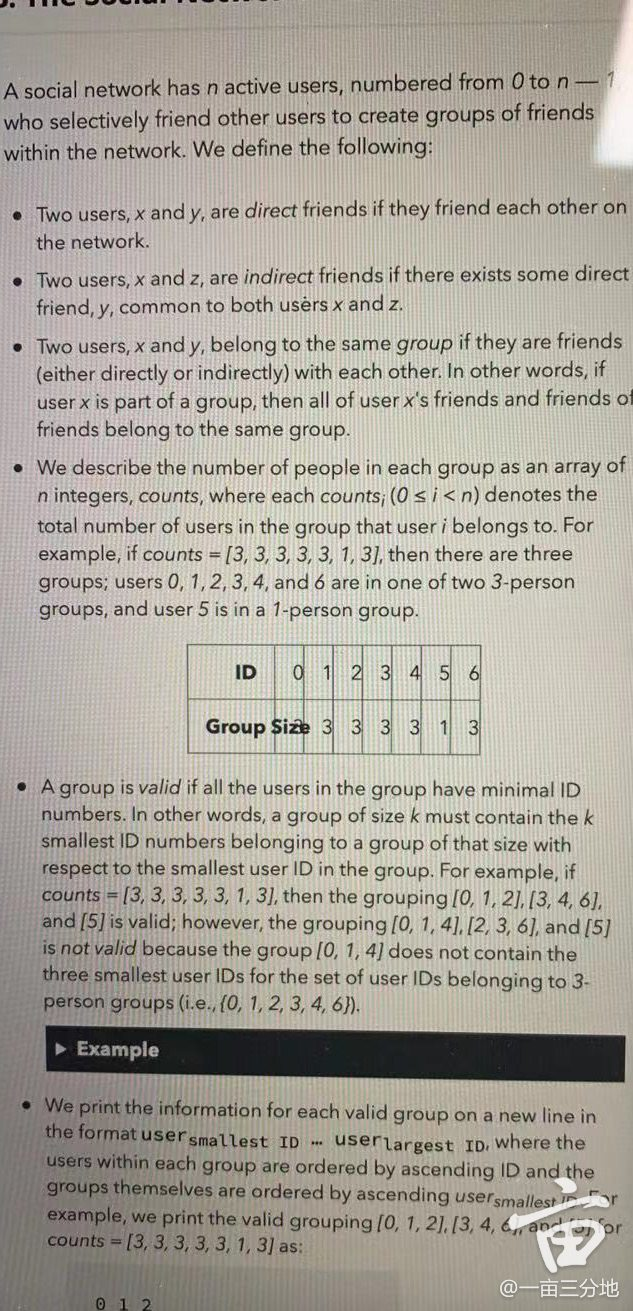 A social network has n active users, numbered from 0 to n — 1
who selectively friend other users to create groups of friends
within the network. We define the following:
• Two users, x and y, are direct friends if they friend each other on
the network.
• Two users, x and z, are indirect friends if there exists some direct
friend, y, common to both users x and z.
• Two users, x and y, belong to the same group if they are friends
(either directly or indirectly) with each other. In other words, if
user x is part of a group, then all of user x's friends and friends of
friends belong to the same group.
• We describe the number of people in each group as an array of
n integers, counts, where each countsi (0 ≤ i < n) denotes the
total number of users in the group that user i belongs to. For
example, if counts = [3, 3, 3, 3, 3, 1, 3], then there are three
groups; users 0, 1, 2, 3, 4, and 6 are in one of two 3-person
groups, and user 5 is in a 1-person group.
ID 0 1 2 3 4 5 6
Group Size 3 3 3 3 1 3
• A group is valid if all the users in the group have minimal ID
numbers. In other words, a group of size k must contain the k
smallest ID numbers belonging to a group of that size with
respect to the smallest user ID in the group. For example, if
counts = [3, 3, 3, 3, 3, 1, 3], then the grouping [0, 1, 2], [3, 4, 6],
and [5] is valid; however, the grouping [0, 1, 4], [2, 3, 6], and [5]
is not valid because the group [0, 1, 4] does not contain the
three smallest user IDs for the set of user IDs belonging to 3-
person groups (i.e., {0, 1, 2, 3, 4, 6}).
▶ Example
• We print the information for each valid group on a new line in
the format usersmallest ID ... userlargest ID, where the
users within each group are ordered by ascending ID and the
groups themselves are ordered by ascending usersmallest ID. For
example, we print the valid grouping [0, 1, 2], [3, 4, 6], and [5] for
counts = [3, 3, 3, 3, 3, 1, 3] as:
0 1 2
@一亩三分地